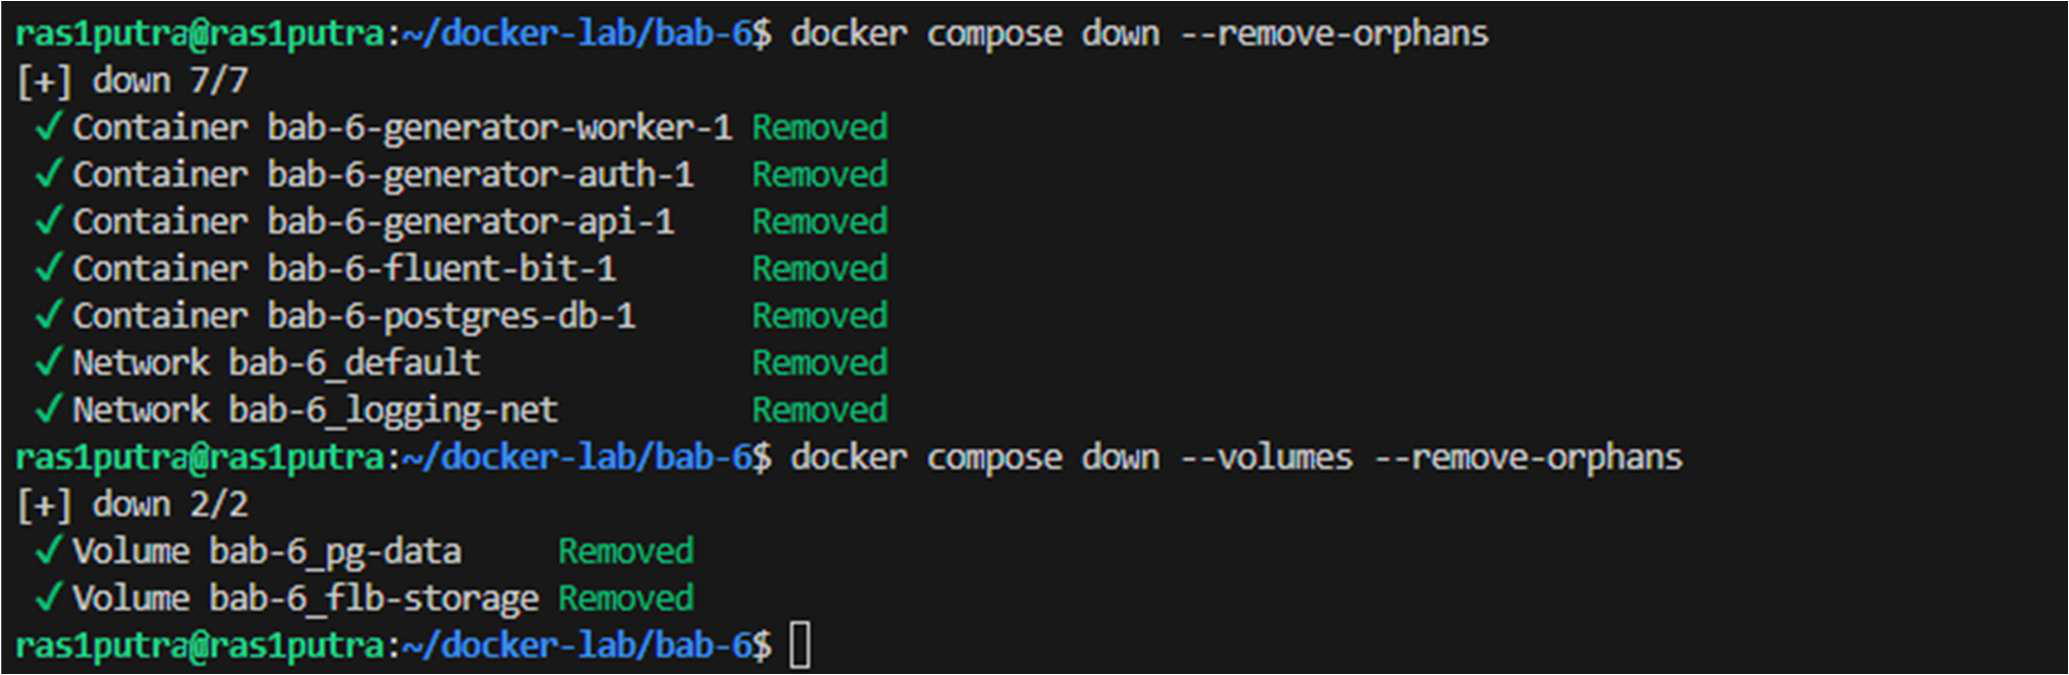 ras1putra@ras1putra:~/docker-lab/bab-6$ docker compose down --remove-orphans
[+] down 7/7
✓ Container bab-6-generator-worker-1 Removed
✓ Container bab-6-generator-auth-1 Removed
✓ Container bab-6-generator-api-1 Removed
✓ Container bab-6-fluent-bit-1 Removed
✓ Container bab-6-postgres-db-1 Removed
✓ Network bab-6_default Removed
✓ Network bab-6_logging-net Removed
ras1putra@ras1putra:~/docker-lab/bab-6$ docker compose down --volumes --remove-orphans
[+] down 2/2
✓ Volume bab-6_pg-data Removed
✓ Volume bab-6_flb-storage Removed
ras1putra@ras1putra:~/docker-lab/bab-6$